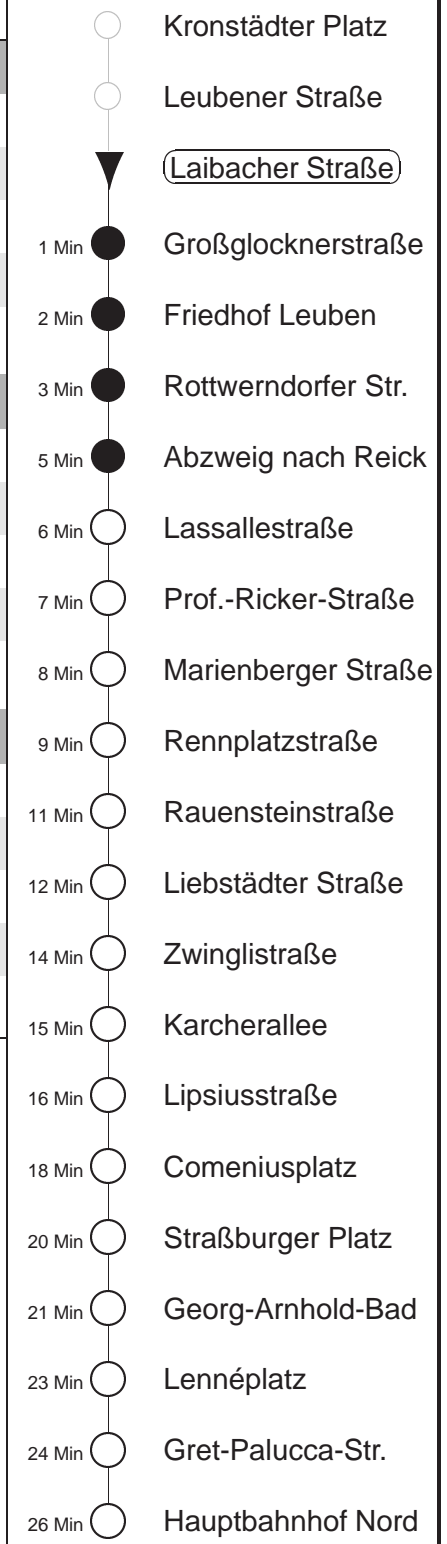 Kronstädter Platz
Leubener Straße
Laibacher Straße
1 Min Großglocknerstraße
2 Min Friedhof Leuben
3 Min Rottwerndorfer Str.
5 Min Abzweig nach Reick
6 Min Lassallestraße
7 Min Prof.-Ricker-Straße
8 Min Marienberger Straße
9 Min Rennplatzstraße
11 Min Rauensteinstraße
12 Min Liebstädter Straße
14 Min Zwinglistraße
15 Min Karcherallee
16 Min Lipsiusstraße
18 Min Comeniusplatz
20 Min Straßburger Platz
21 Min Georg-Arnhold-Bad
23 Min Lennéplatz
24 Min Gret-Palucca-Str.
26 Min Hauptbahnhof Nord